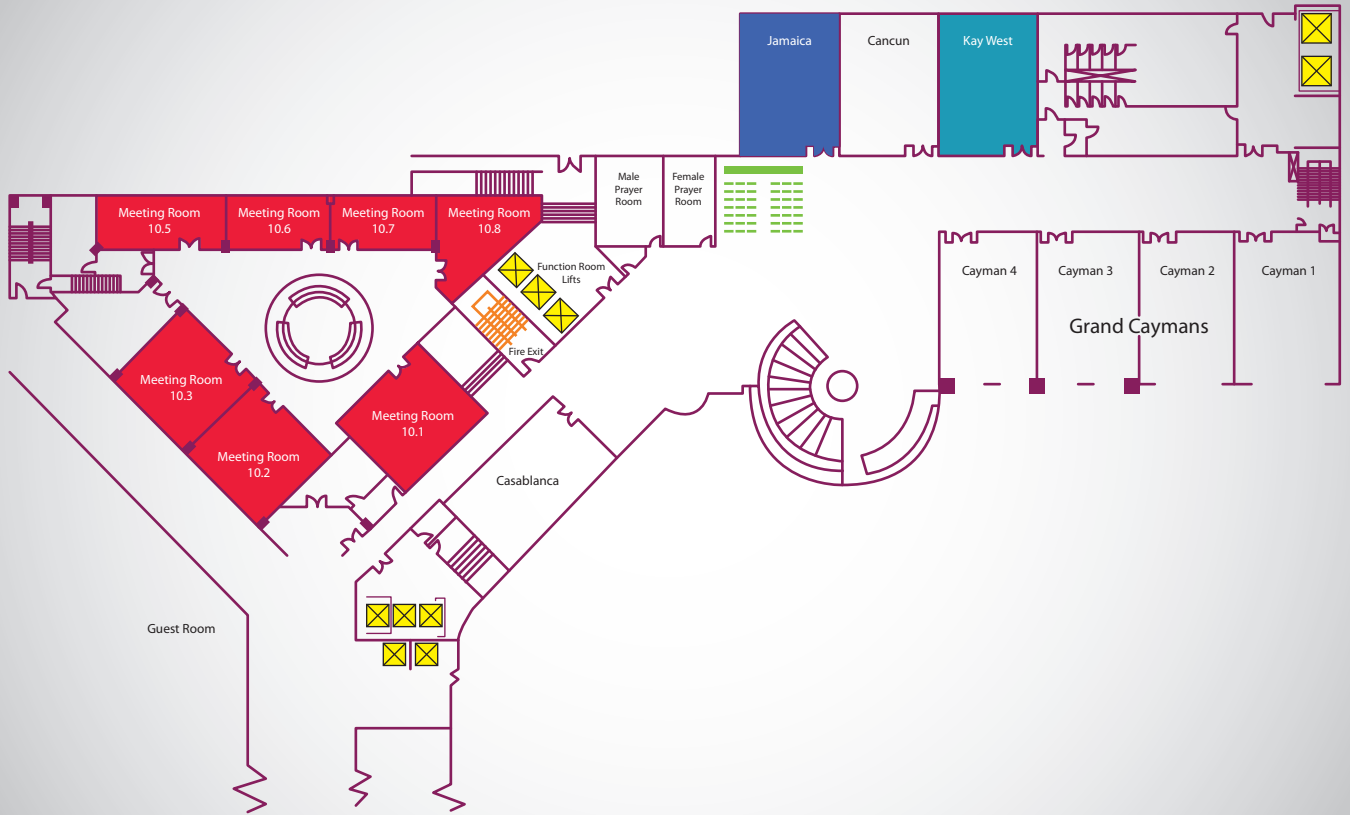 Jamaica
Cancun
Kay West
Male
Prayer
Room
Female
Prayer
Room
Meeting Room
10.5
Meeting Room
10.6
Meeting Room
10.7
Meeting Room
10.8
Function Room
Lifts
Cayman 4
Cayman 3
Cayman 2
Cayman 1
Grand Caymans
Fire Exit
Meeting Room
10.3
Meeting Room
10.1
Meeting Room
10.2
Casablanca
Guest Room